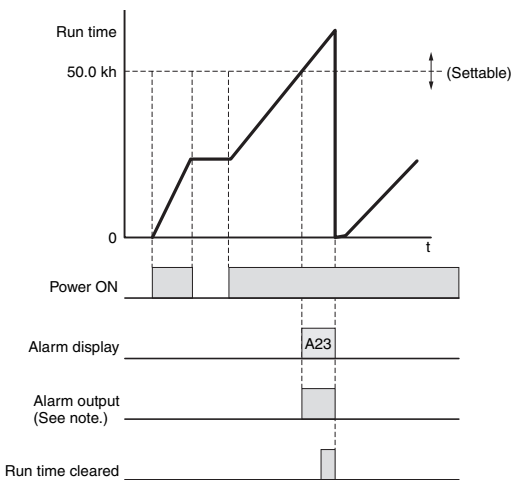 Run time
50.0 kh
(Settable)
0
t
Power ON
Alarm display
A23
Alarm output
(See note.)
Run time cleared